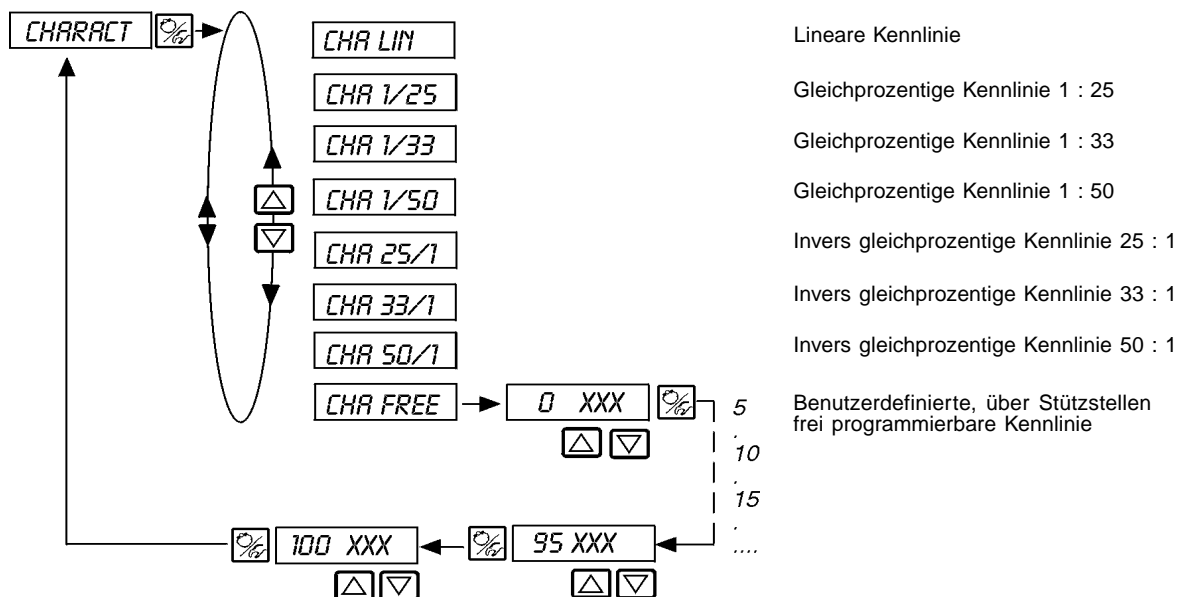 CHARACT
CHA LIN
Lineare Kennlinie
CHA 1/25
Gleichprozentige Kennlinie 1 : 25
CHA 1/33
Gleichprozentige Kennlinie 1 : 33
CHA 1/50
Gleichprozentige Kennlinie 1 : 50
CHA 25/1
Invers gleichprozentige Kennlinie 25 : 1
CHA 33/1
Invers gleichprozentige Kennlinie 33 : 1
CHA 50/1
Invers gleichprozentige Kennlinie 50 : 1
CHA FREE
0 XXX
5
Benutzerdefinierte, über Stützstellen
frei programmierbare Kennlinie
.
10
.
15
.
....
100 XXX
95 XXX